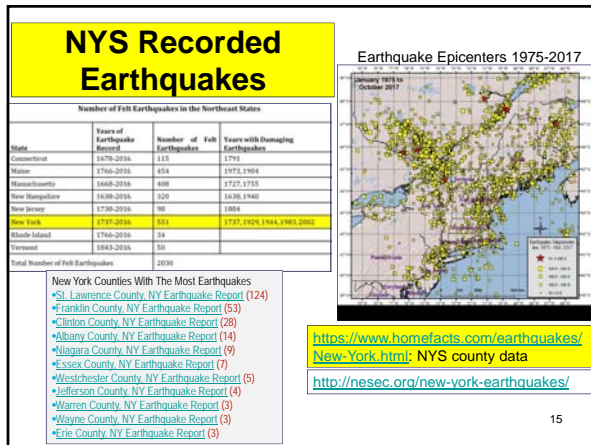 NYS Recorded
Earthquakes
Earthquake Epicenters 1975-2017
January 1975 to
October 2017
Number of Felt Earthquakes in the Northeast States
State Years of Earthquake Record Number of Felt Earthquakes Years with Damaging Earthquakes
Connecticut 1678-2016 115 1791
Maine 1766-2016 454 1973,1904
Massachusetts 1668-2016 408 1727,1755
New Hampshire 1638-2016 320 1638,1940
New Jersey 1738-2016 98 1884
New York 1737-2016 551 1737,1929,1944,1983,2002
Rhode Island 1766-2016 34
Vermont 1843-2016 50
Total Number of Felt Earthquakes 2030
New York Counties With The Most Earthquakes
•St. Lawrence County, NY Earthquake Report (124)
•Franklin County, NY Earthquake Report (53)
•Clinton County, NY Earthquake Report (28)
•Albany County, NY Earthquake Report (14)
•Niagara County, NY Earthquake Report (9)
•Essex County, NY Earthquake Report (7)
•Westchester County, NY Earthquake Report (5)
•Jefferson County, NY Earthquake Report (4)
•Warren County, NY Earthquake Report (3)
•Wayne County, NY Earthquake Report (3)
•Erie County, NY Earthquake Report (3)
https://www.homefacts.com/earthquakes/
New-York.html: NYS county data
http://nesec.org/new-york-earthquakes/
15